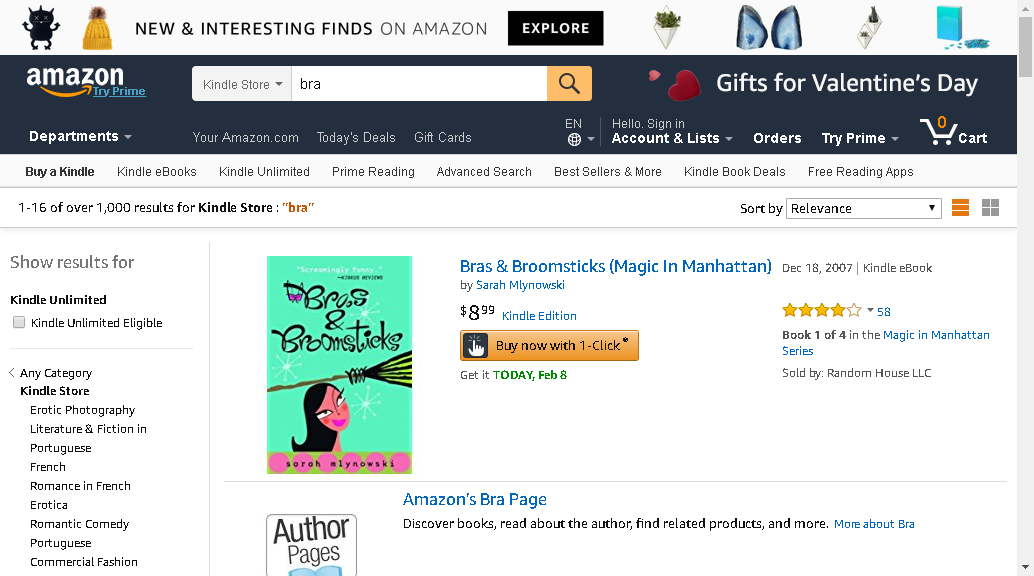 NEW & INTERESTING FINDS ON AMAZON EXPLORE
amazon
Try Prime
Kindle Store
bra
Gifts for Valentine's Day
Departments
Your Amazon.com
Today's Deals
Gift Cards
EN
Hello. Sign in
Account & Lists
Orders
Try Prime
0
Cart
Buy a Kindle
Kindle eBooks
Kindle Unlimited
Prime Reading
Advanced Search
Best Sellers & More
Kindle Book Deals
Free Reading Apps
1-16 of over 1,000 results for Kindle Store : "bra"
Sort by Relevance
Show results for
Kindle Unlimited
Kindle Unlimited Eligible
Any Category
Kindle Store
Erotic Photography
Literature & Fiction in
Portuguese
French
Romance in French
Erotica
Romantic Comedy
Portuguese
Commercial Fashion
"Screamingly funny."
—KIRKUS REVIEWS
Bras
&
Broomsticks
sarah mlynowski
Bras & Broomsticks (Magic In Manhattan) Dec 18, 2007 | Kindle eBook
by Sarah Mlynowski
$8 99 Kindle Edition
Buy now with 1-Click®
Get it TODAY, Feb 8
58
Book 1 of 4 in the Magic in Manhattan
Series
Sold by: Random House LLC
Amazon's Bra Page
Discover books, read about the author, find related products, and more. More about Bra
Author
Pages